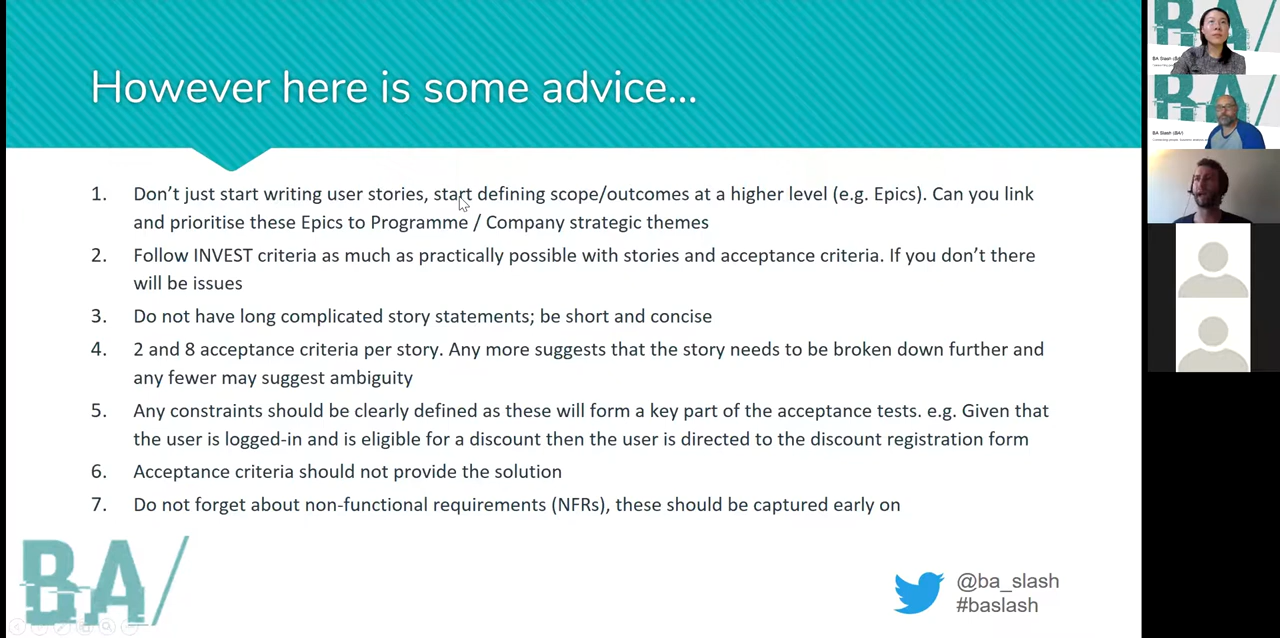 However here is some advice...
1. Don't just start writing user stories, start defining scope/outcomes at a higher level (e.g. Epics). Can you link
and prioritise these Epics to Programme / Company strategic themes
2. Follow INVEST criteria as much as practically possible with stories and acceptance criteria. If you don't there
will be issues
3. Do not have long complicated story statements; be short and concise
4. 2 and 8 acceptance criteria per story. Any more suggests that the story needs to be broken down further and
any fewer may suggest ambiguity
5. Any constraints should be clearly defined as these will form a key part of the acceptance tests. e.g. Given that
the user is logged-in and is eligible for a discount then the user is directed to the discount registration form
6. Acceptance criteria should not provide the solution
7. Do not forget about non-functional requirements (NFRs), these should be captured early on
BA/
@ba_slash
#baslash
BA/
BA/
BA Slash (BA/)